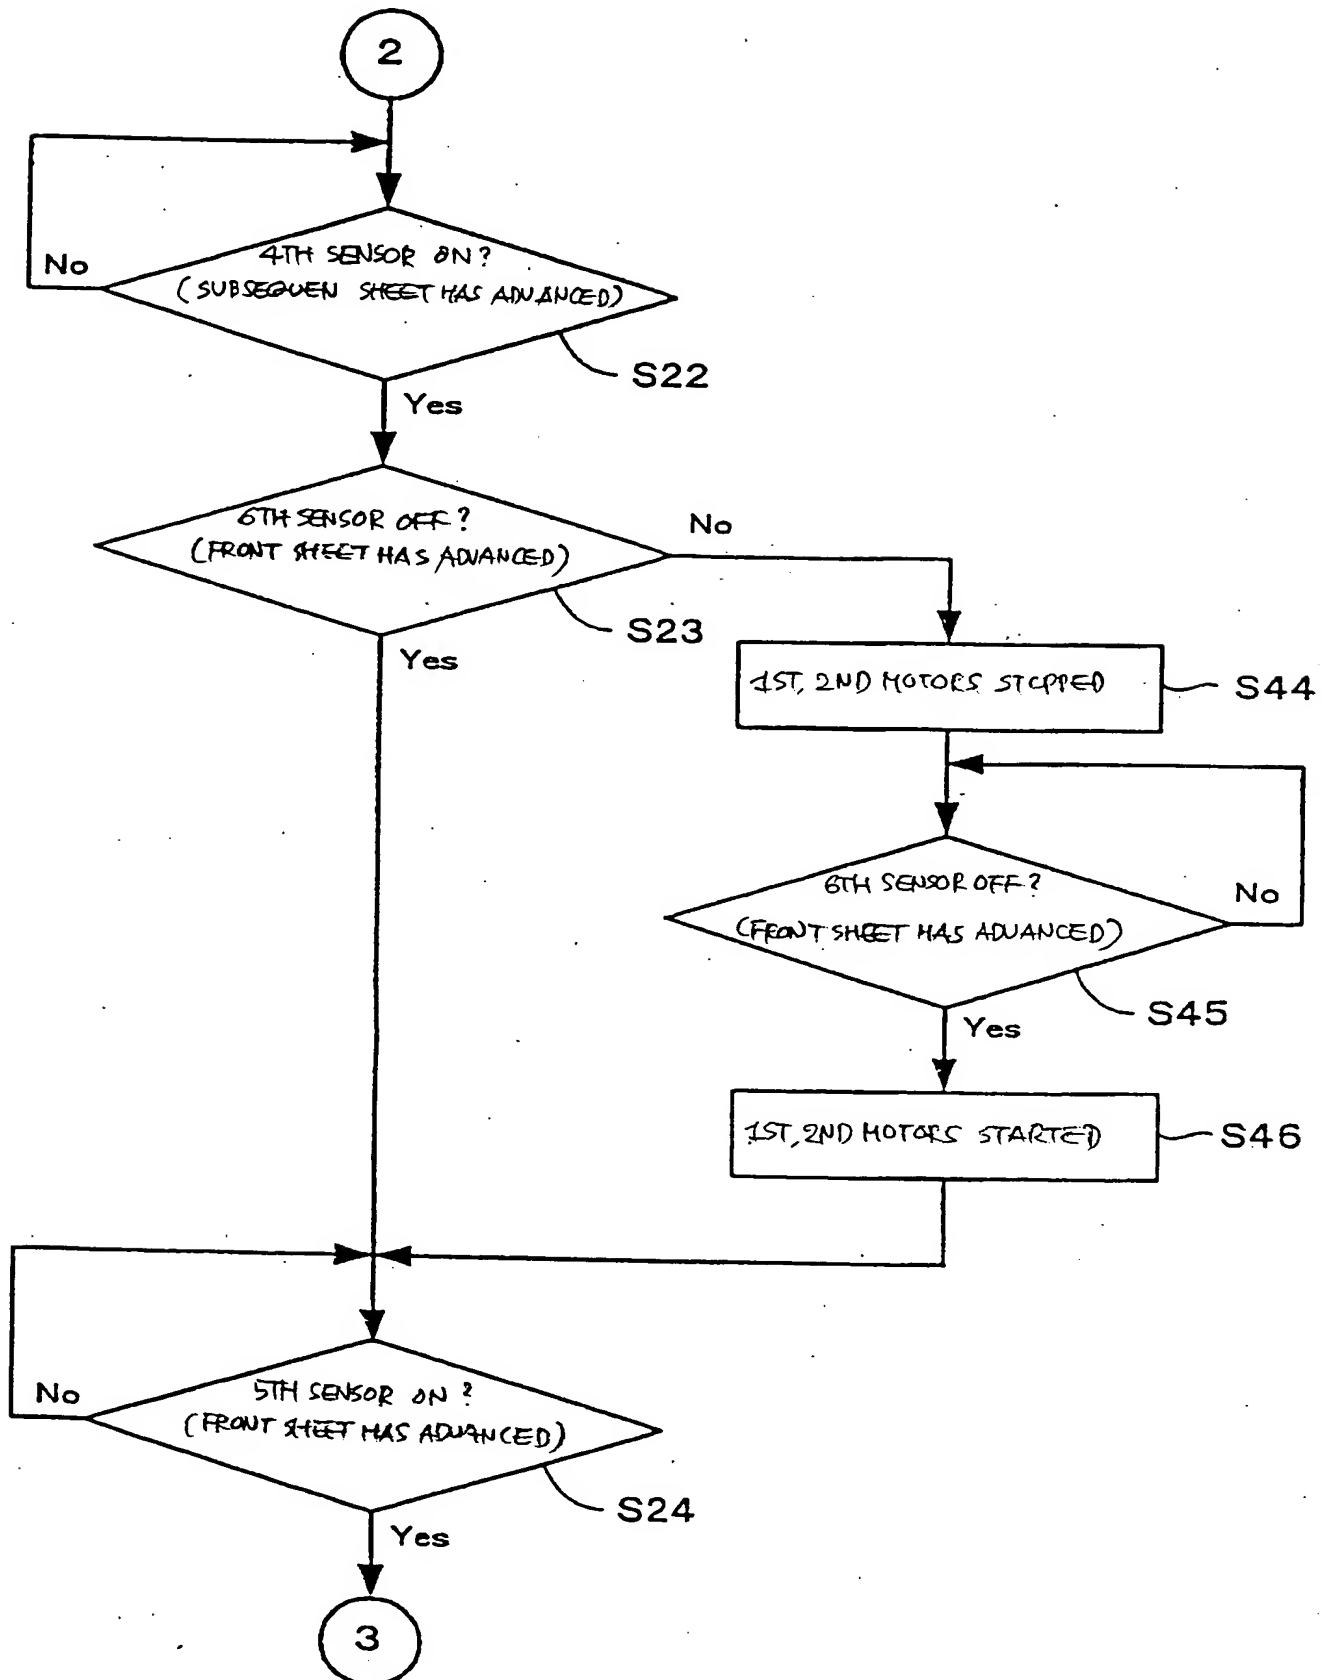 2
4TH SENSOR ON?
No
(SUBSEQUEN SHEET HAS ADVANCED)
S22
Yes
6TH SENSOR OFF?
(FRONT SHEET HAS ADVANCED)
No
S23
Yes
1ST, 2ND MOTORS STOPPED
S44
6TH SENSOR OFF?
No
(FRONT SHEET HAS ADVANCED)
S45
Yes
1ST, 2ND MOTORS STARTED
S46
5TH SENSOR ON?
No
(FRONT SHEET HAS ADVANCED)
S24
Yes
3